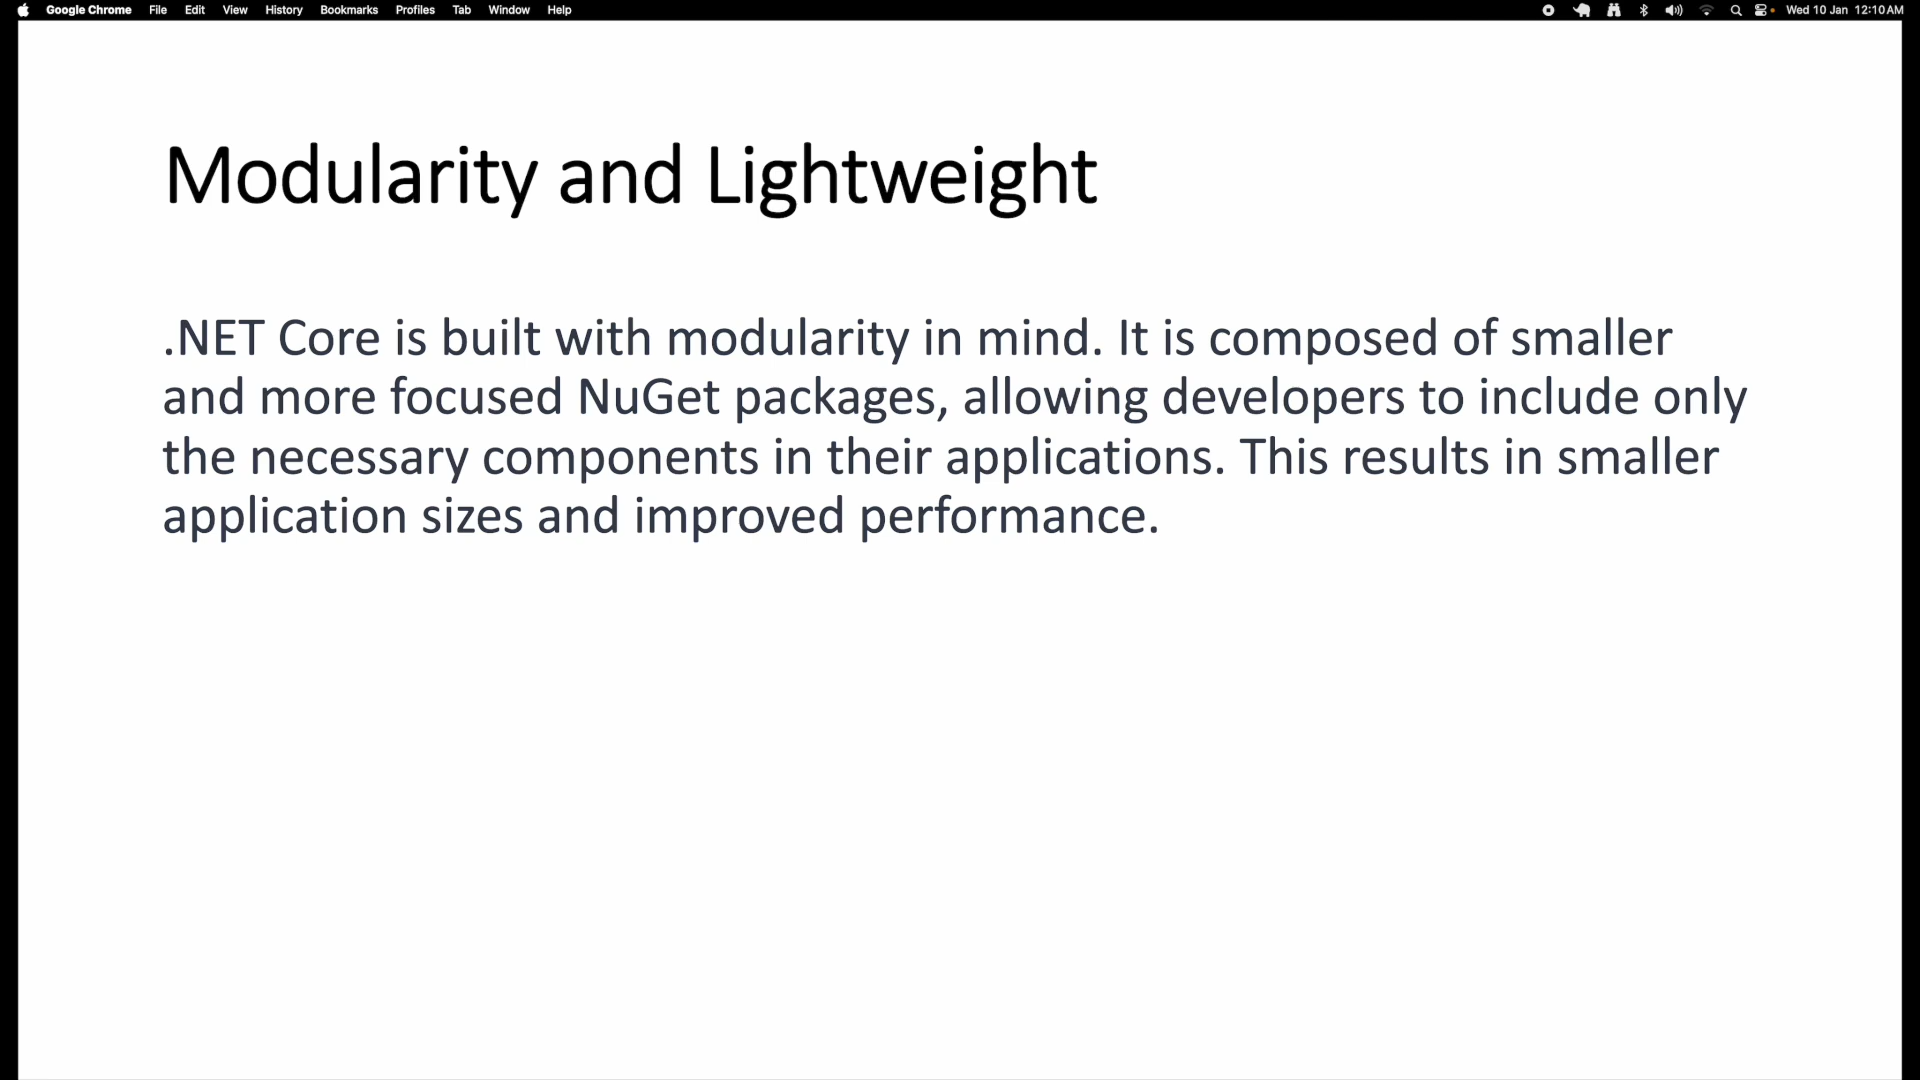 Google Chrome File Edit View History Bookmarks Profiles Tab Window Help Wed 10 Jan 12:10 AM
Modularity and Lightweight
.NET Core is built with modularity in mind. It is composed of smaller
and more focused NuGet packages, allowing developers to include only
the necessary components in their applications. This results in smaller
application sizes and improved performance.